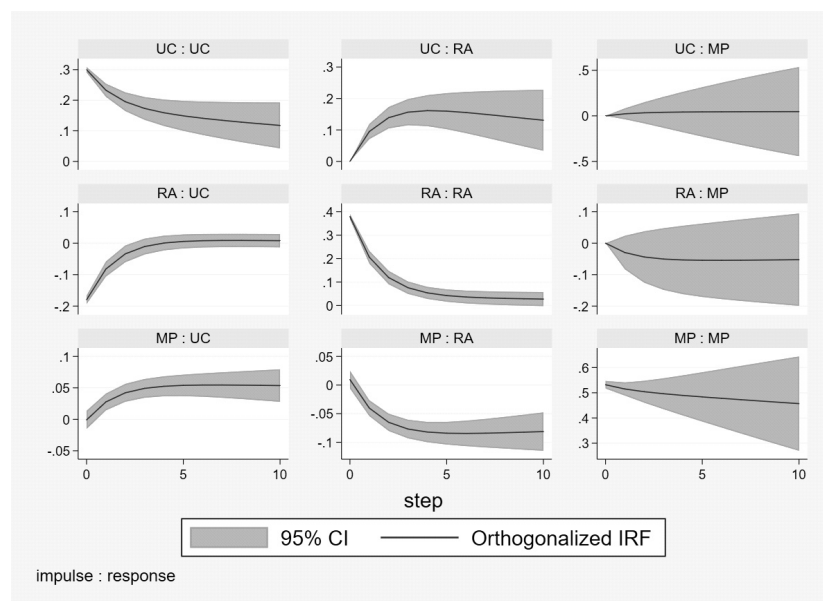 UC : UC
UC : RA
UC : MP
.3
.2
.1
0
.3
.2
.1
0
.5
0
-.5
RA : UC
RA : RA
RA : MP
.1
0
-.1
-.2
.4
.3
.2
.1
0
.1
0
-.1
-.2
MP : UC
MP : RA
MP : MP
.1
.05
0
-.05
.05
0
-.05
-.1
.6
.5
.4
.3
0 5 10
0 5 10
0 5 10
step
95% CI
Orthogonalized IRF
impulse : response